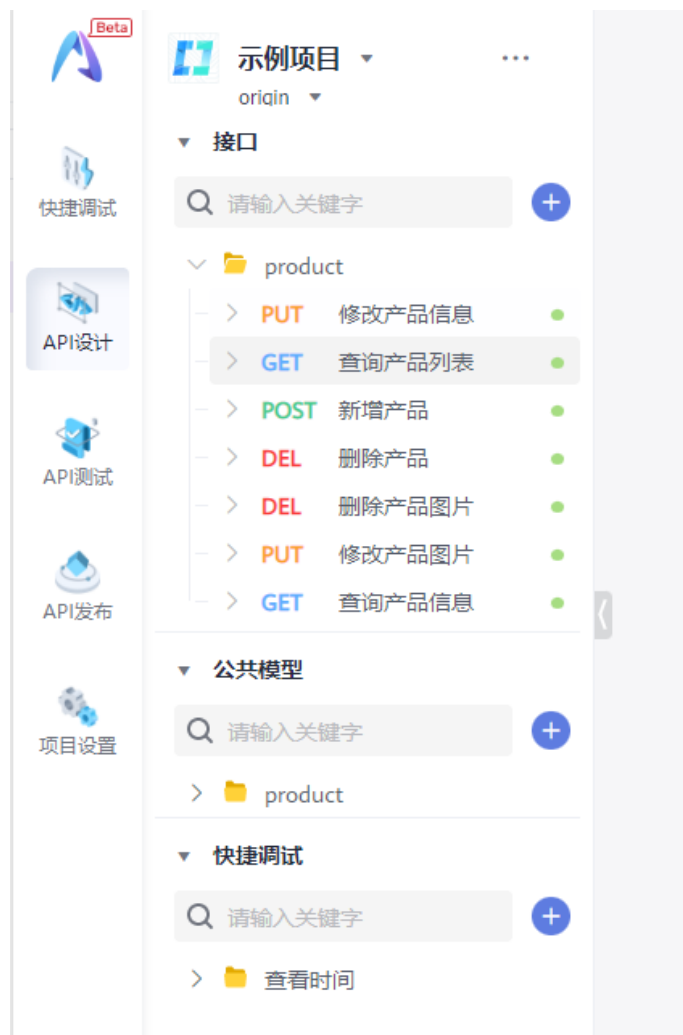 Beta
快捷调试
API设计
API测试
API发布
项目设置
示例项目
origin
接口
请输入关键字
product
PUT 修改产品信息
GET 查询产品列表
POST 新增产品
DEL 删除产品
DEL 删除产品图片
PUT 修改产品图片
GET 查询产品信息
公共模型
请输入关键字
product
快捷调试
请输入关键字
查看时间